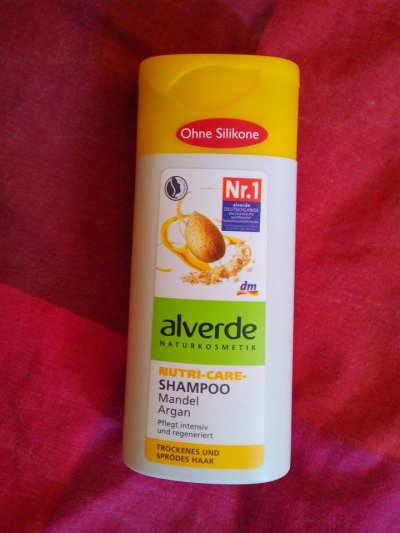 Ohne Silikone
Nr.1
alverde
DEUTSCHLANDS
dm
alverde
NATURKOSMETIK
NUTRI-CARE-
SHAMPOO
Mandel
Argan
Pflegt intensiv
und regeneriert
TROCKENES UND
SPRÖDES HAAR